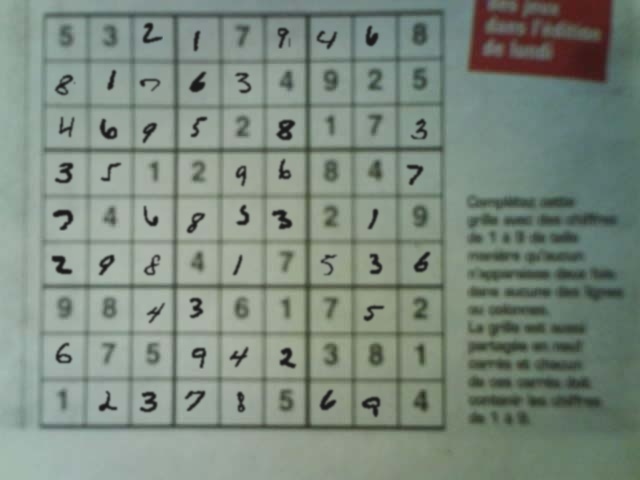 des jeux
dans l'édition
de lundi
5 3 2 1 7 9 4 6 8
8 1 7 6 3 4 9 2 5
4 6 9 5 2 8 1 7 3
3 5 1 2 9 6 8 4 7
7 4 6 8 5 3 2 1 9
2 9 8 4 1 7 5 3 6
9 8 4 3 6 1 7 5 2
6 7 5 9 4 2 3 8 1
1 2 3 7 8 5 6 9 4
Complétez cette
grille avec des chiffres
de 1 à 9 de telle
manière qu'aucun
n'apparaisse deux fois
dans aucune des lignes
ou colonnes.
La grille est aussi
partagée en neuf
carrés et chacun
de ces carrés doit
contenir les chiffres
de 1 à 9.